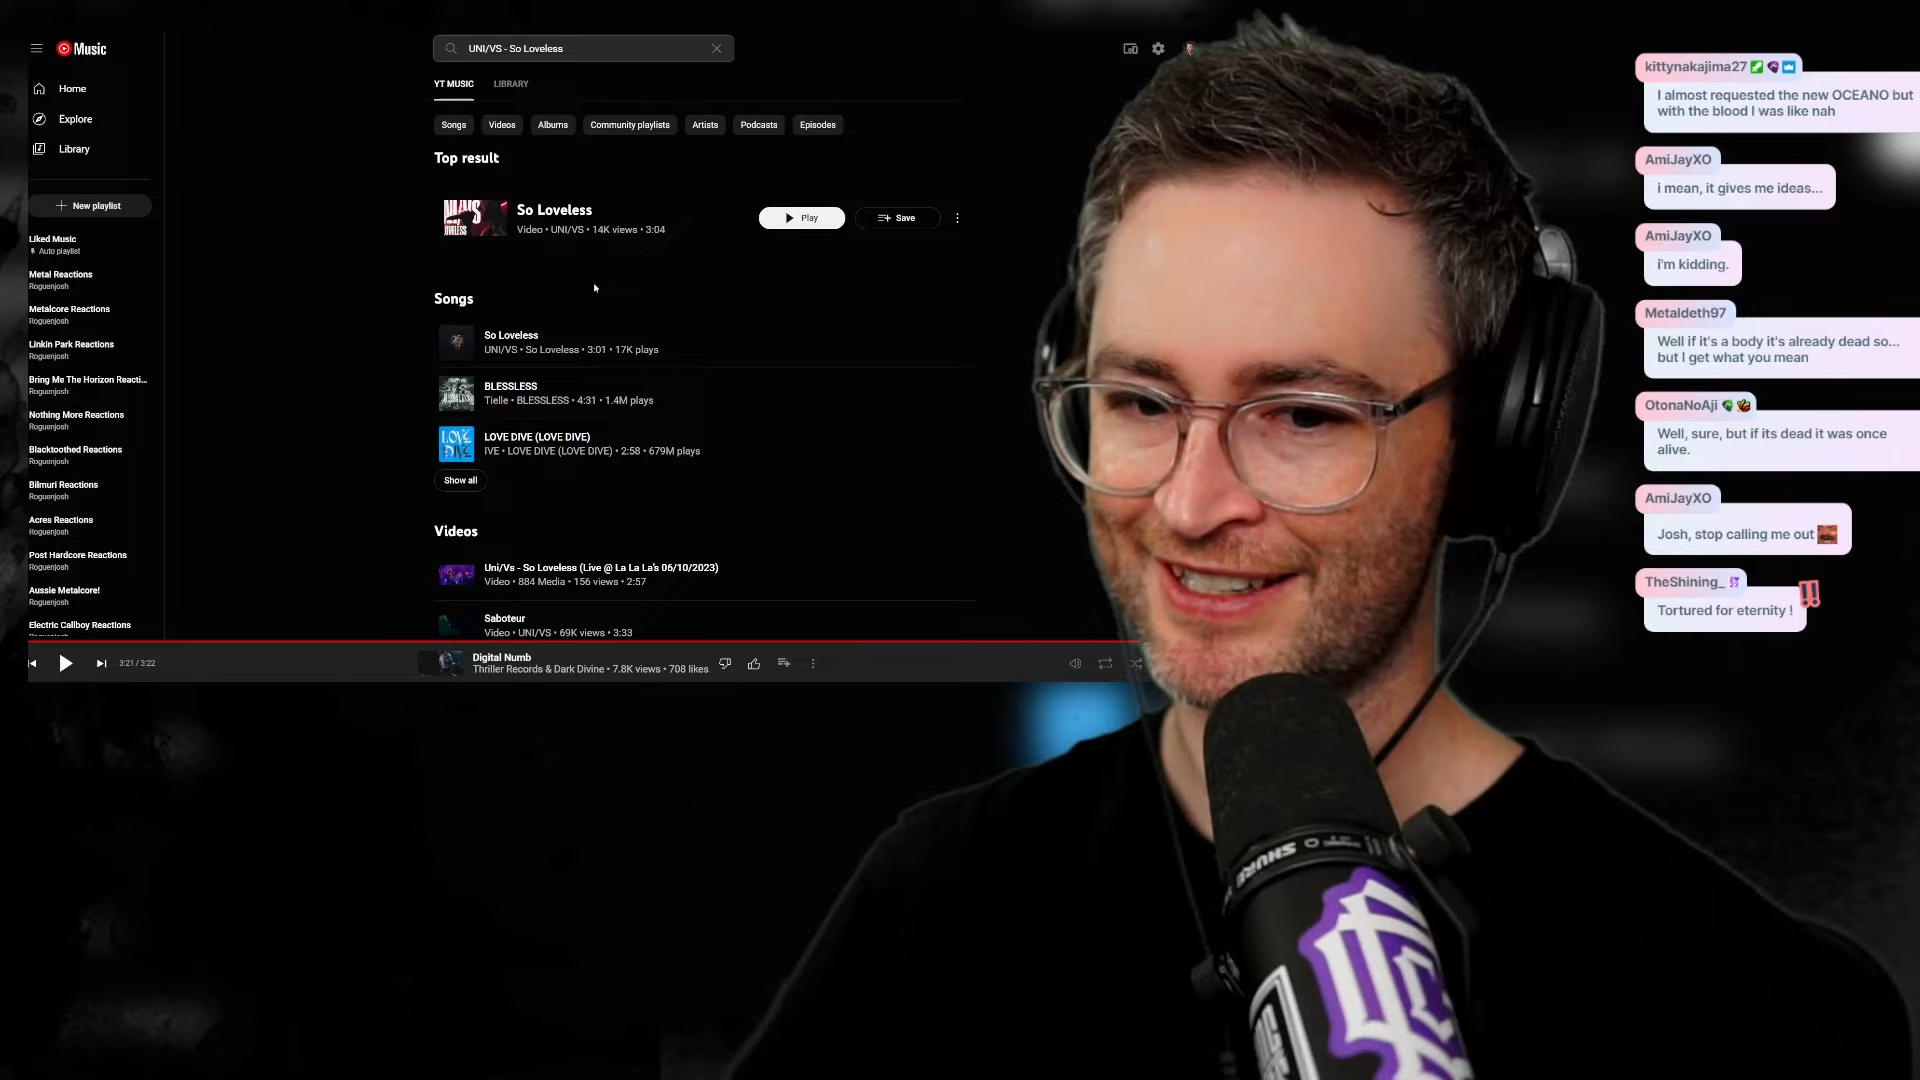 Music
UNI/VS - So Loveless
Home
Explore
Library
New playlist
Liked Music
Auto playlist
Metal Reactions
Roguenjosh
Metalcore Reactions
Roguenjosh
Linkin Park Reactions
Roguenjosh
Bring Me The Horizon Reacti...
Roguenjosh
Nothing More Reactions
Roguenjosh
Blacktoothed Reactions
Roguenjosh
Bilmuri Reactions
Roguenjosh
Acres Reactions
Roguenjosh
Post Hardcore Reactions
Roguenjosh
Aussie Metalcore!
Roguenjosh
Electric Callboy Reactions
YT MUSIC LIBRARY
Songs Videos Albums Community playlists Artists Podcasts Episodes
Top result
So Loveless
Video • UNI/VS • 14K views • 3:04
Play Save
Songs
So Loveless
UNI/VS • So Loveless • 3:01 • 17K plays
BLESSLESS
Tielle • BLESSLESS • 4:31 • 1.4M plays
LOVE DIVE (LOVE DIVE)
IVE • LOVE DIVE (LOVE DIVE) • 2:58 • 679M plays
Show all
Videos
Uni/Vs - So Loveless (Live @ La La La's 06/10/2023)
Video • 884 Media • 156 views • 2:57
Saboteur
Video • UNI/VS • 69K views • 3:33
3:21 / 3:22
Digital Numb
Thriller Records & Dark Divine • 7.8K views • 708 likes
kittynakajima27
I almost requested the new OCEANO but
with the blood I was like nah
AmiJayXO
i mean, it gives me ideas...
AmiJayXO
i'm kidding.
Metaldeth97
Well if it's a body it's already dead so...
but I get what you mean
OtonaNoAji
Well, sure, but if its dead it was once
alive.
AmiJayXO
Josh, stop calling me out
TheShining_
Tortured for eternity !
SHURE